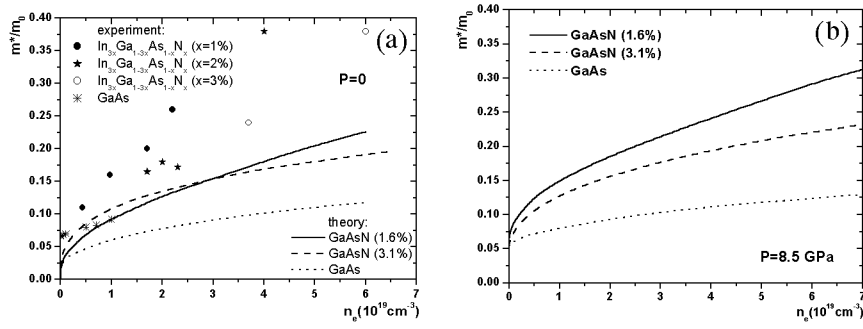 m*/m0
0.40
0.35
0.30
0.25
0.20
0.15
0.10
0.05
0.00
experiment:
In3xGa1-3xAs1-xNx (x=1%)
In3xGa1-3xAs1-xNx (x=2%)
In3xGa1-3xAs1-xNx (x=3%)
GaAs
(a)
P=0
theory:
GaAsN (1.6%)
GaAsN (3.1%)
GaAs
0 1 2 3 4 5 6 7
ne(10^19cm^-3)
m*/m0
0.40
0.35
0.30
0.25
0.20
0.15
0.10
0.05
0.00
GaAsN (1.6%)
GaAsN (3.1%)
GaAs
(b)
P=8.5 GPa
0 1 2 3 4 5 6 7
ne(10^19cm^-3)